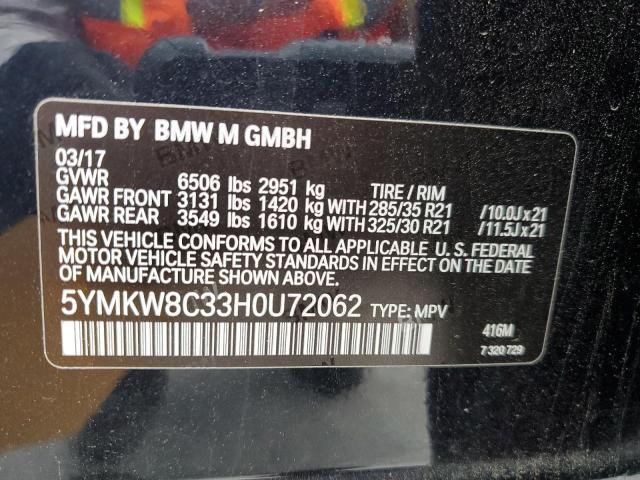 MFD BY BMW M GMBH
03/17
GVWR 6506 lbs 2951 kg TIRE / RIM
GAWR FRONT 3131 lbs 1420 kg WITH 285/35 R21 /10.0J x 21
GAWR REAR 3549 lbs 1610 kg WITH 325/30 R21 /11.5J x 21
THIS VEHICLE CONFORMS TO ALL APPLICABLE U. S. FEDERAL
MOTOR VEHICLE SAFETY STANDARDS IN EFFECT ON THE DATE
OF MANUFACTURE SHOWN ABOVE.
5YMKW8C33H0U72062 TYPE: MPV
416M
7 320 729